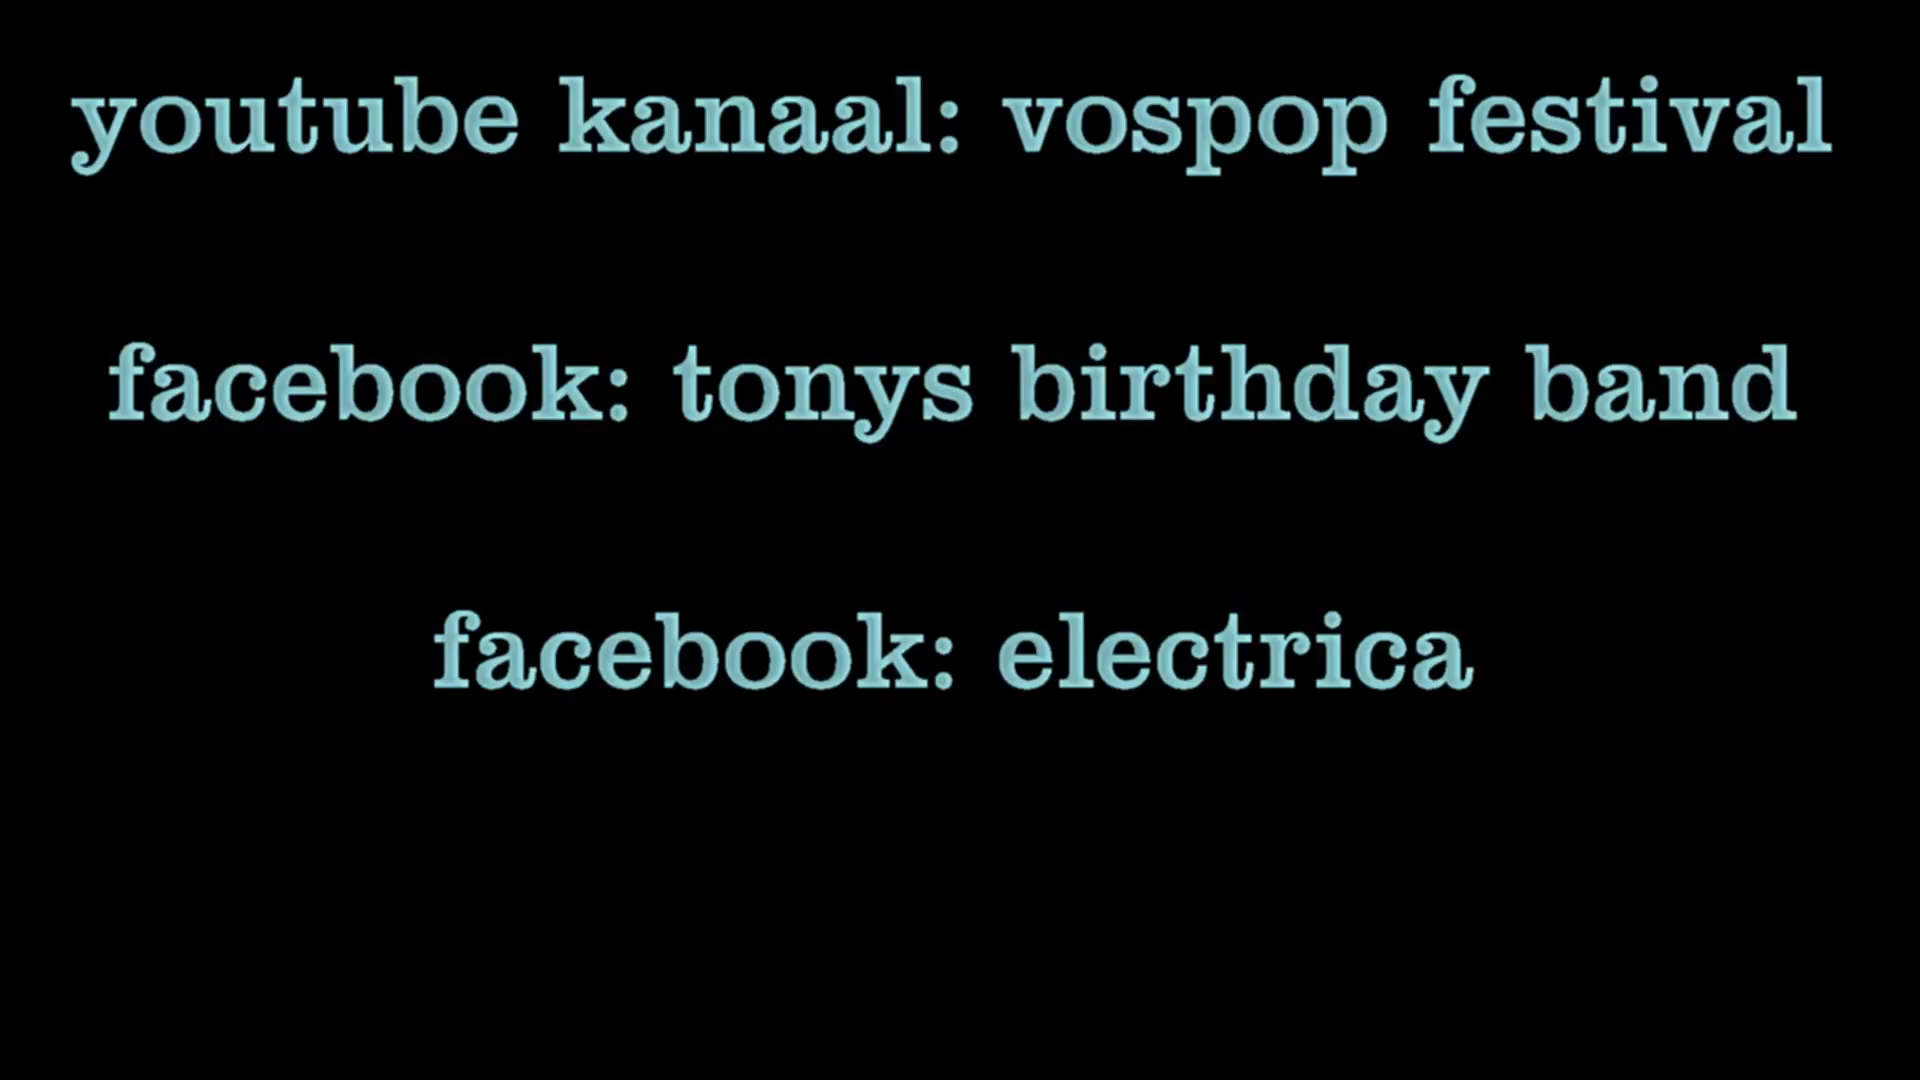 youtube kanaal: vospop festival
facebook: tonys birthday band
facebook: electrica